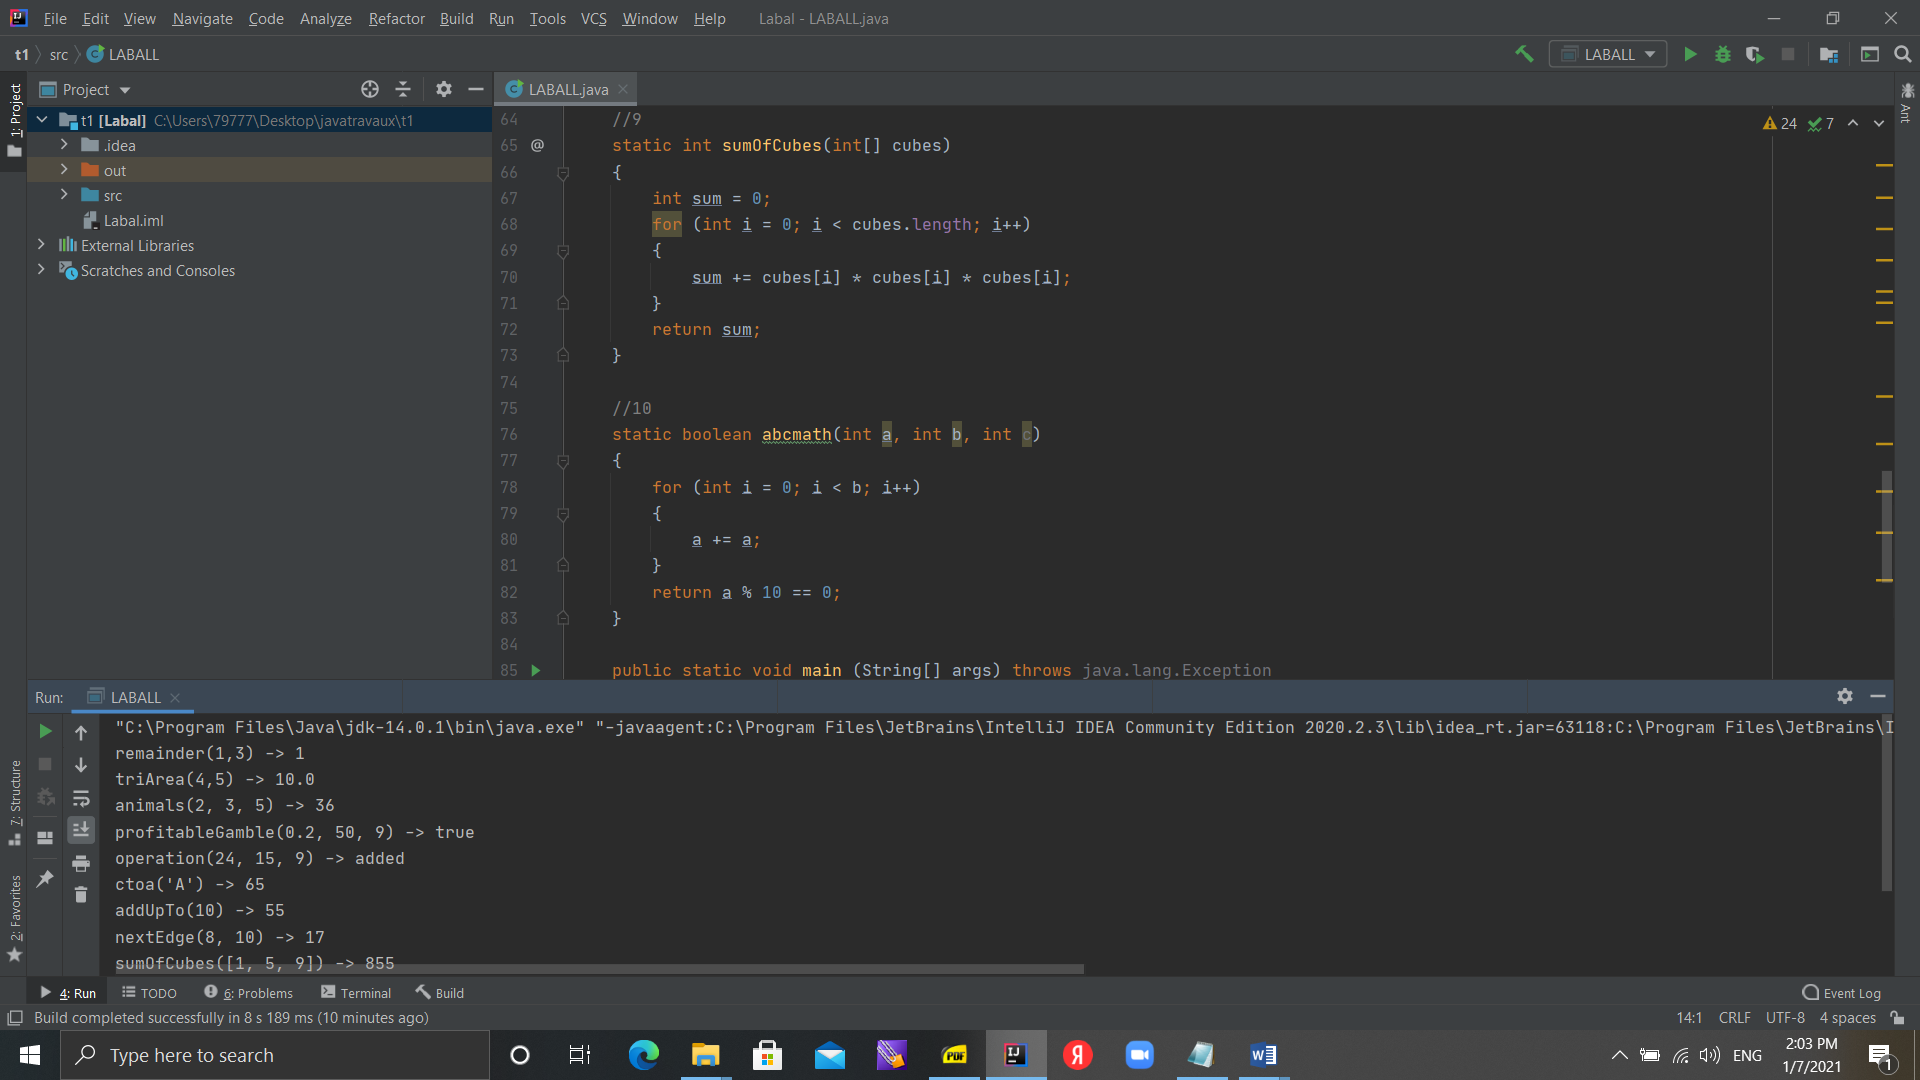 File Edit View Navigate Code Analyze Refactor Build Run Tools VCS Window Help Labal - LABALL.java
t1 src LABALL LABALL
Project LABALL.java
1: Project
Ant
t1 [Labal] C:\Users\79777\Desktop\javatravaux\t1
.idea
out
src
Labal.iml
External Libraries
Scratches and Consoles
24 7
64 //9
65 @ static int sumOfCubes(int[] cubes)
66 {
67 int sum = 0;
68 for (int i = 0; i < cubes.length; i++)
69 {
70 sum += cubes[i] * cubes[i] * cubes[i];
71 }
72 return sum;
73 }
74
75 //10
76 static boolean abcmath(int a, int b, int c)
77 {
78 for (int i = 0; i < b; i++)
79 {
80 a += a;
81 }
82 return a % 10 == 0;
83 }
84
85 public static void main (String[] args) throws java.lang.Exception
Run: LABALL
"C:\Program Files\Java\jdk-14.0.1\bin\java.exe" "-javaagent:C:\Program Files\JetBrains\IntelliJ IDEA Community Edition 2020.2.3\lib\idea_rt.jar=63118:C:\Program Files\JetBrains\I
remainder(1,3) -> 1
triArea(4,5) -> 10.0
animals(2, 3, 5) -> 36
profitableGamble(0.2, 50, 9) -> true
operation(24, 15, 9) -> added
ctoa('A') -> 65
addUpTo(10) -> 55
nextEdge(8, 10) -> 17
sumOfCubes([1, 5, 9]) -> 855
7: Structure
2: Favorites
4: Run TODO 6: Problems Terminal Build Event Log
Build completed successfully in 8 s 189 ms (10 minutes ago) 14:1 CRLF UTF-8 4 spaces
Type here to search
PDF
IJ
Я
W
ENG
2:03 PM
1/7/2021
1